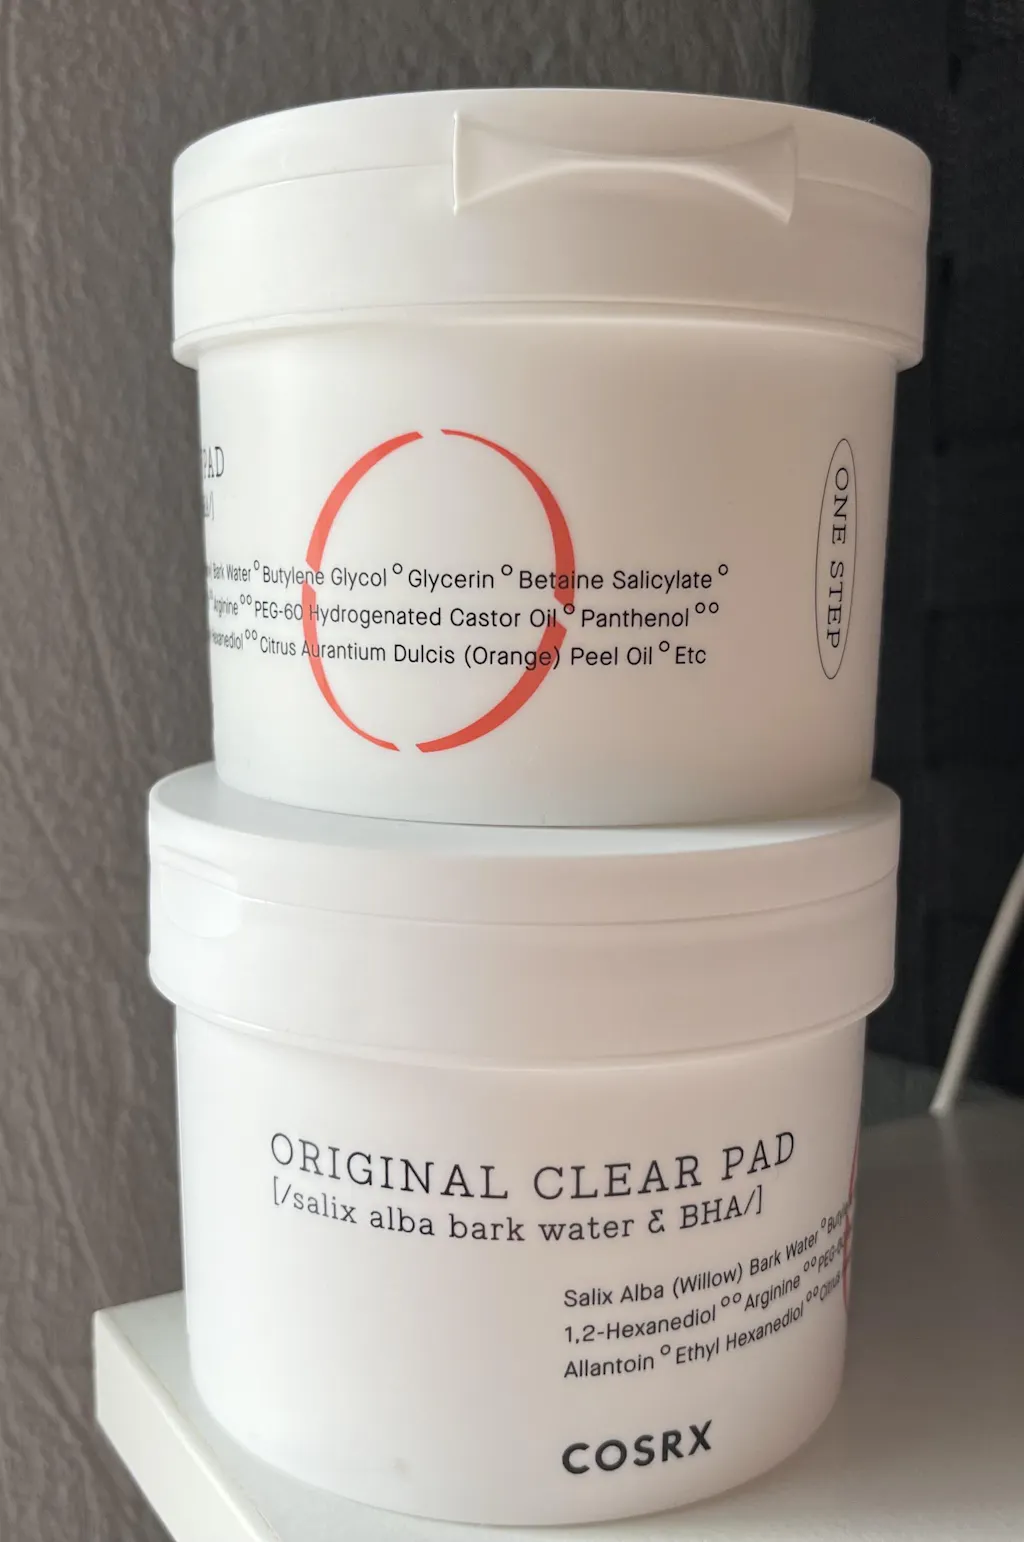 PAD
Bark Water ° Butylene Glycol ° Glycerin ° Betaine Salicylate °
Arginine °° PEG-60 Hydrogenated Castor Oil ° Panthenol °°
°° Citrus Aurantium Dulcis (Orange) Peel Oil ° Etc
ONE STEP
ORIGINAL CLEAR PAD
[/salix alba bark water & BHA/]
Salix Alba (Willow) Bark Water °
1,2-Hexanediol °° Arginine °°
Allantoin ° Ethyl Hexanediol °°
COSRX